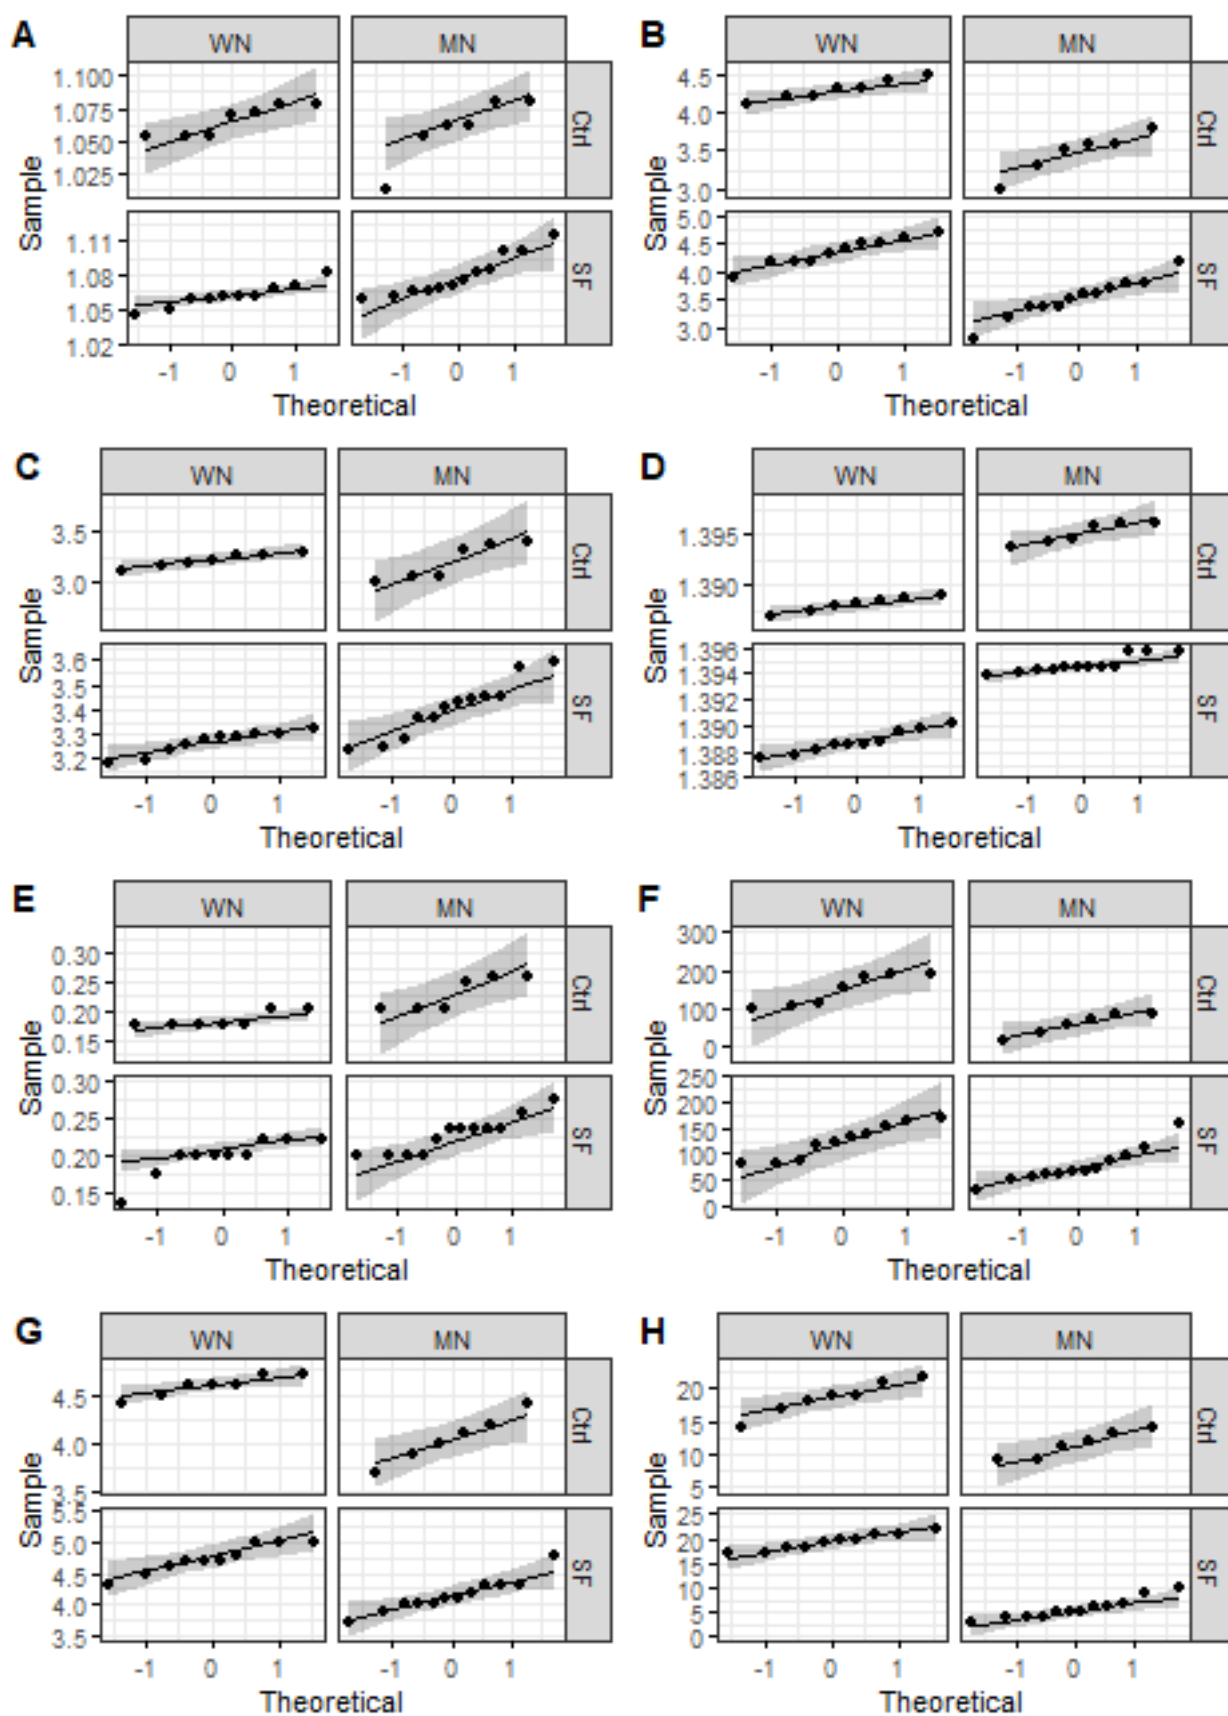 A
WN MN
1.100
1.075
1.050
1.025
Ctrl
Sample
1.11
1.08
1.05
1.02
SF
-1 0 1 -1 0 1
Theoretical
B
WN MN
4.5
4.0
3.5
3.0
Ctrl
Sample
5.0
4.5
4.0
3.5
3.0
SF
-1 0 1 -1 0 1
Theoretical
C
WN MN
3.5
3.0
Ctrl
Sample
3.6
3.5
3.4
3.3
3.2
SF
-1 0 1 -1 0 1
Theoretical
D
WN MN
1.395
1.390
Ctrl
Sample
1.396
1.394
1.392
1.390
1.388
1.386
SF
-1 0 1 -1 0 1
Theoretical
E
WN MN
0.30
0.25
0.20
0.15
Ctrl
Sample
0.30
0.25
0.20
0.15
SF
-1 0 1 -1 0 1
Theoretical
F
WN MN
300
200
100
0
Ctrl
Sample
250
200
150
100
50
0
SF
-1 0 1 -1 0 1
Theoretical
G
WN MN
4.5
4.0
3.5
Ctrl
Sample
5.5
5.0
4.5
4.0
3.5
SF
-1 0 1 -1 0 1
Theoretical
H
WN MN
20
15
10
5
Ctrl
Sample
25
20
15
10
5
0
SF
-1 0 1 -1 0 1
Theoretical